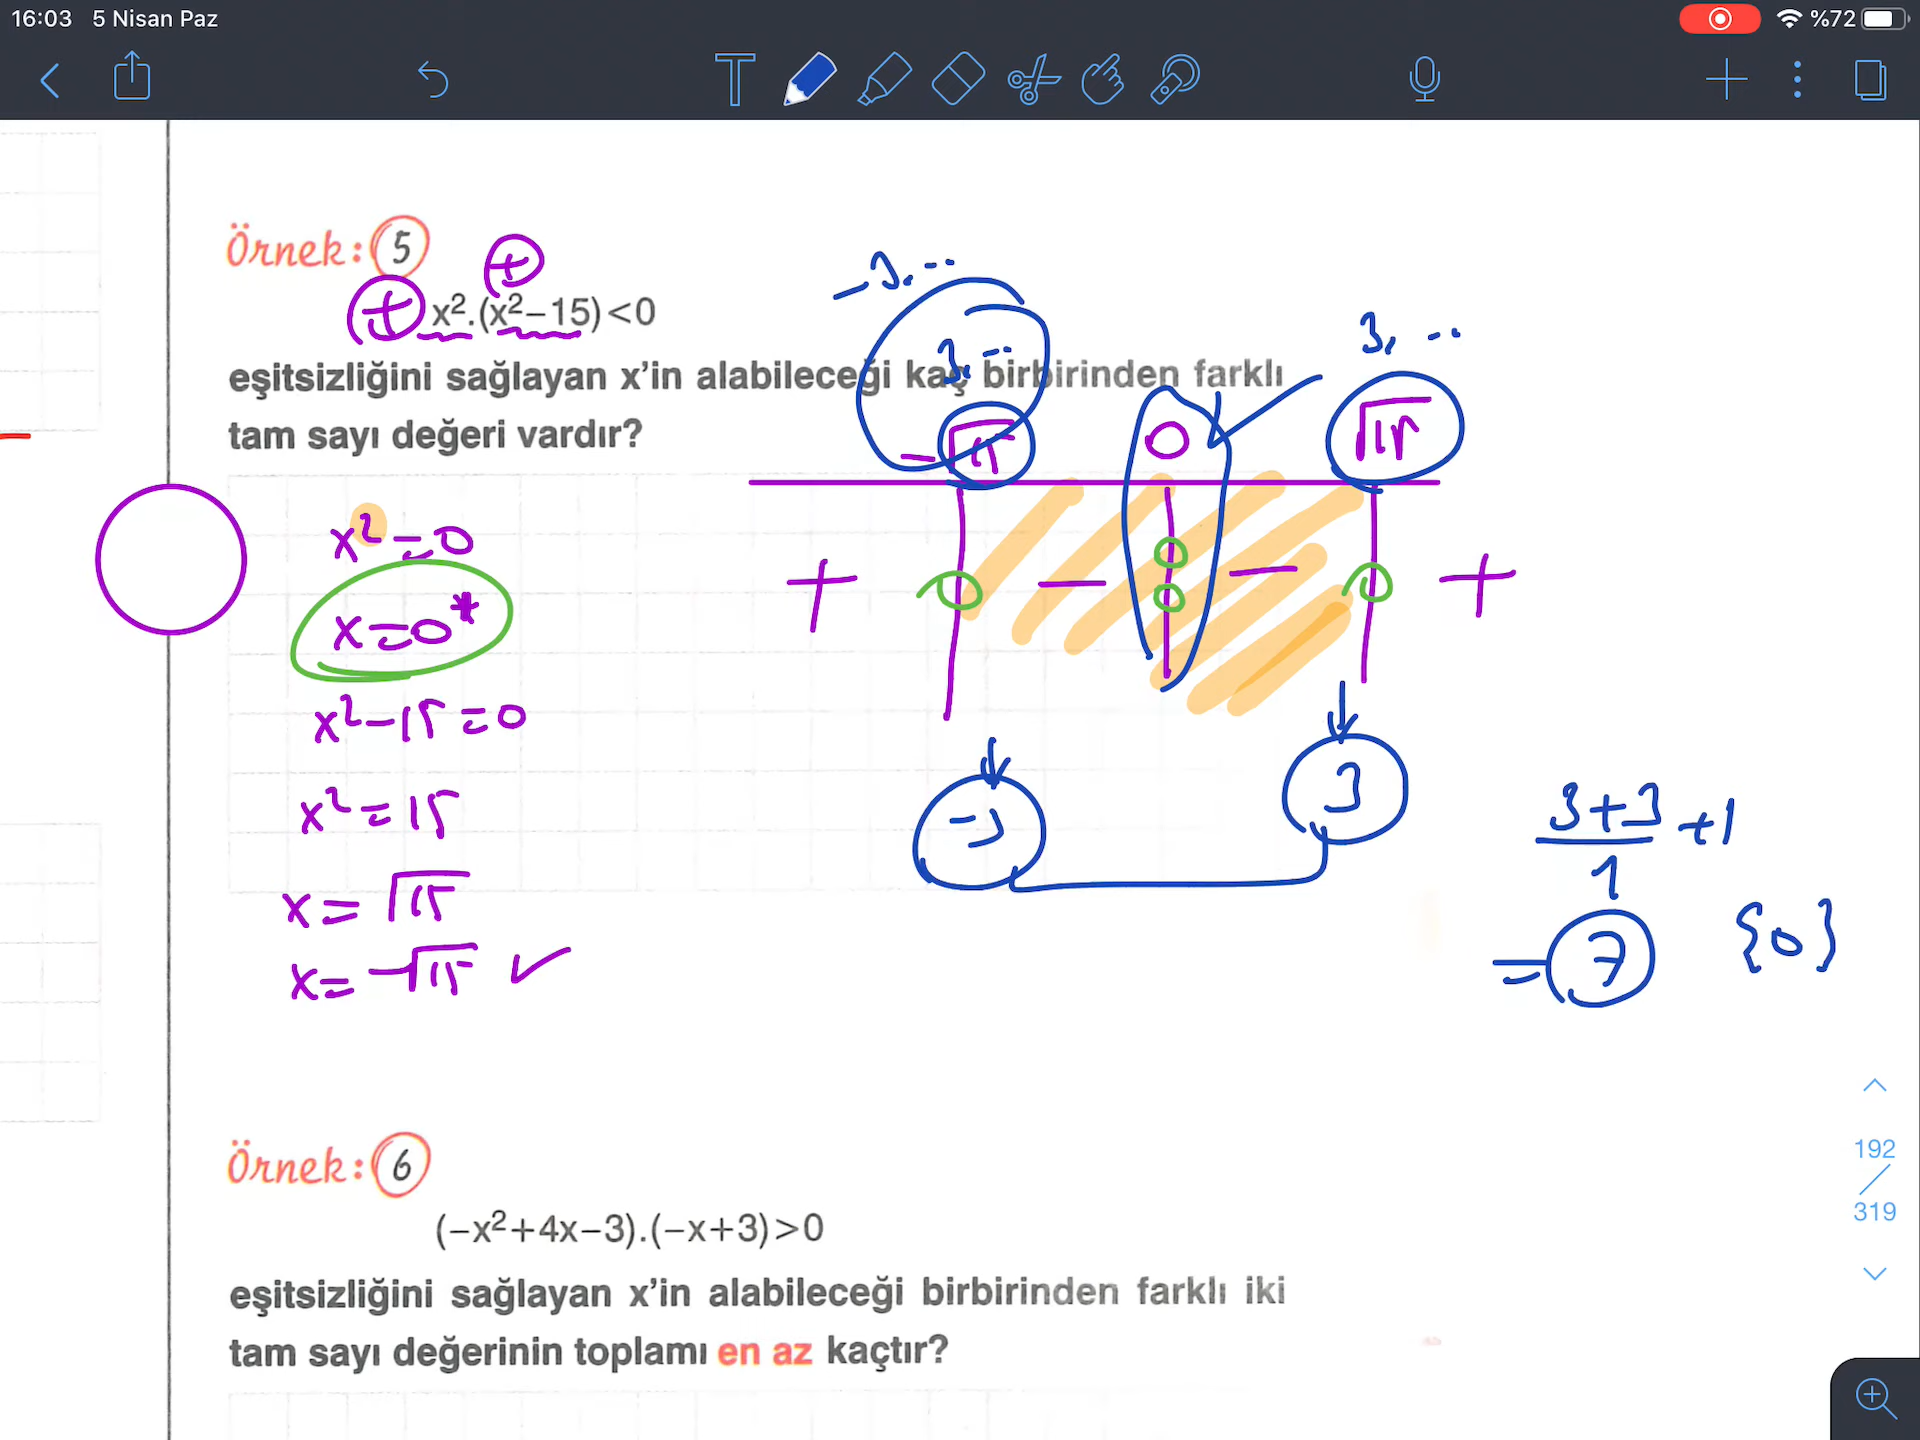 16:03 5 Nisan Paz
%72
Örnek: 5
+ +
x².(x²−15)<0
eşitsizliğini sağlayan x'in alabileceği kaç birbirinden farklı
tam sayı değeri vardır?
-3,..
3,..
3, ..
-√15 0 √15
x²=0
x=0*
x²-15=0
x²=15
x=√15
x=-√15 ✓
+ - - +
-3 3
3+3
1
+1
= 7 {0}
Örnek: 6
(−x²+4x−3).(−x+3)>0
eşitsizliğini sağlayan x'in alabileceği birbirinden farklı iki
tam sayı değerinin toplamı en az kaçtır?
192
319